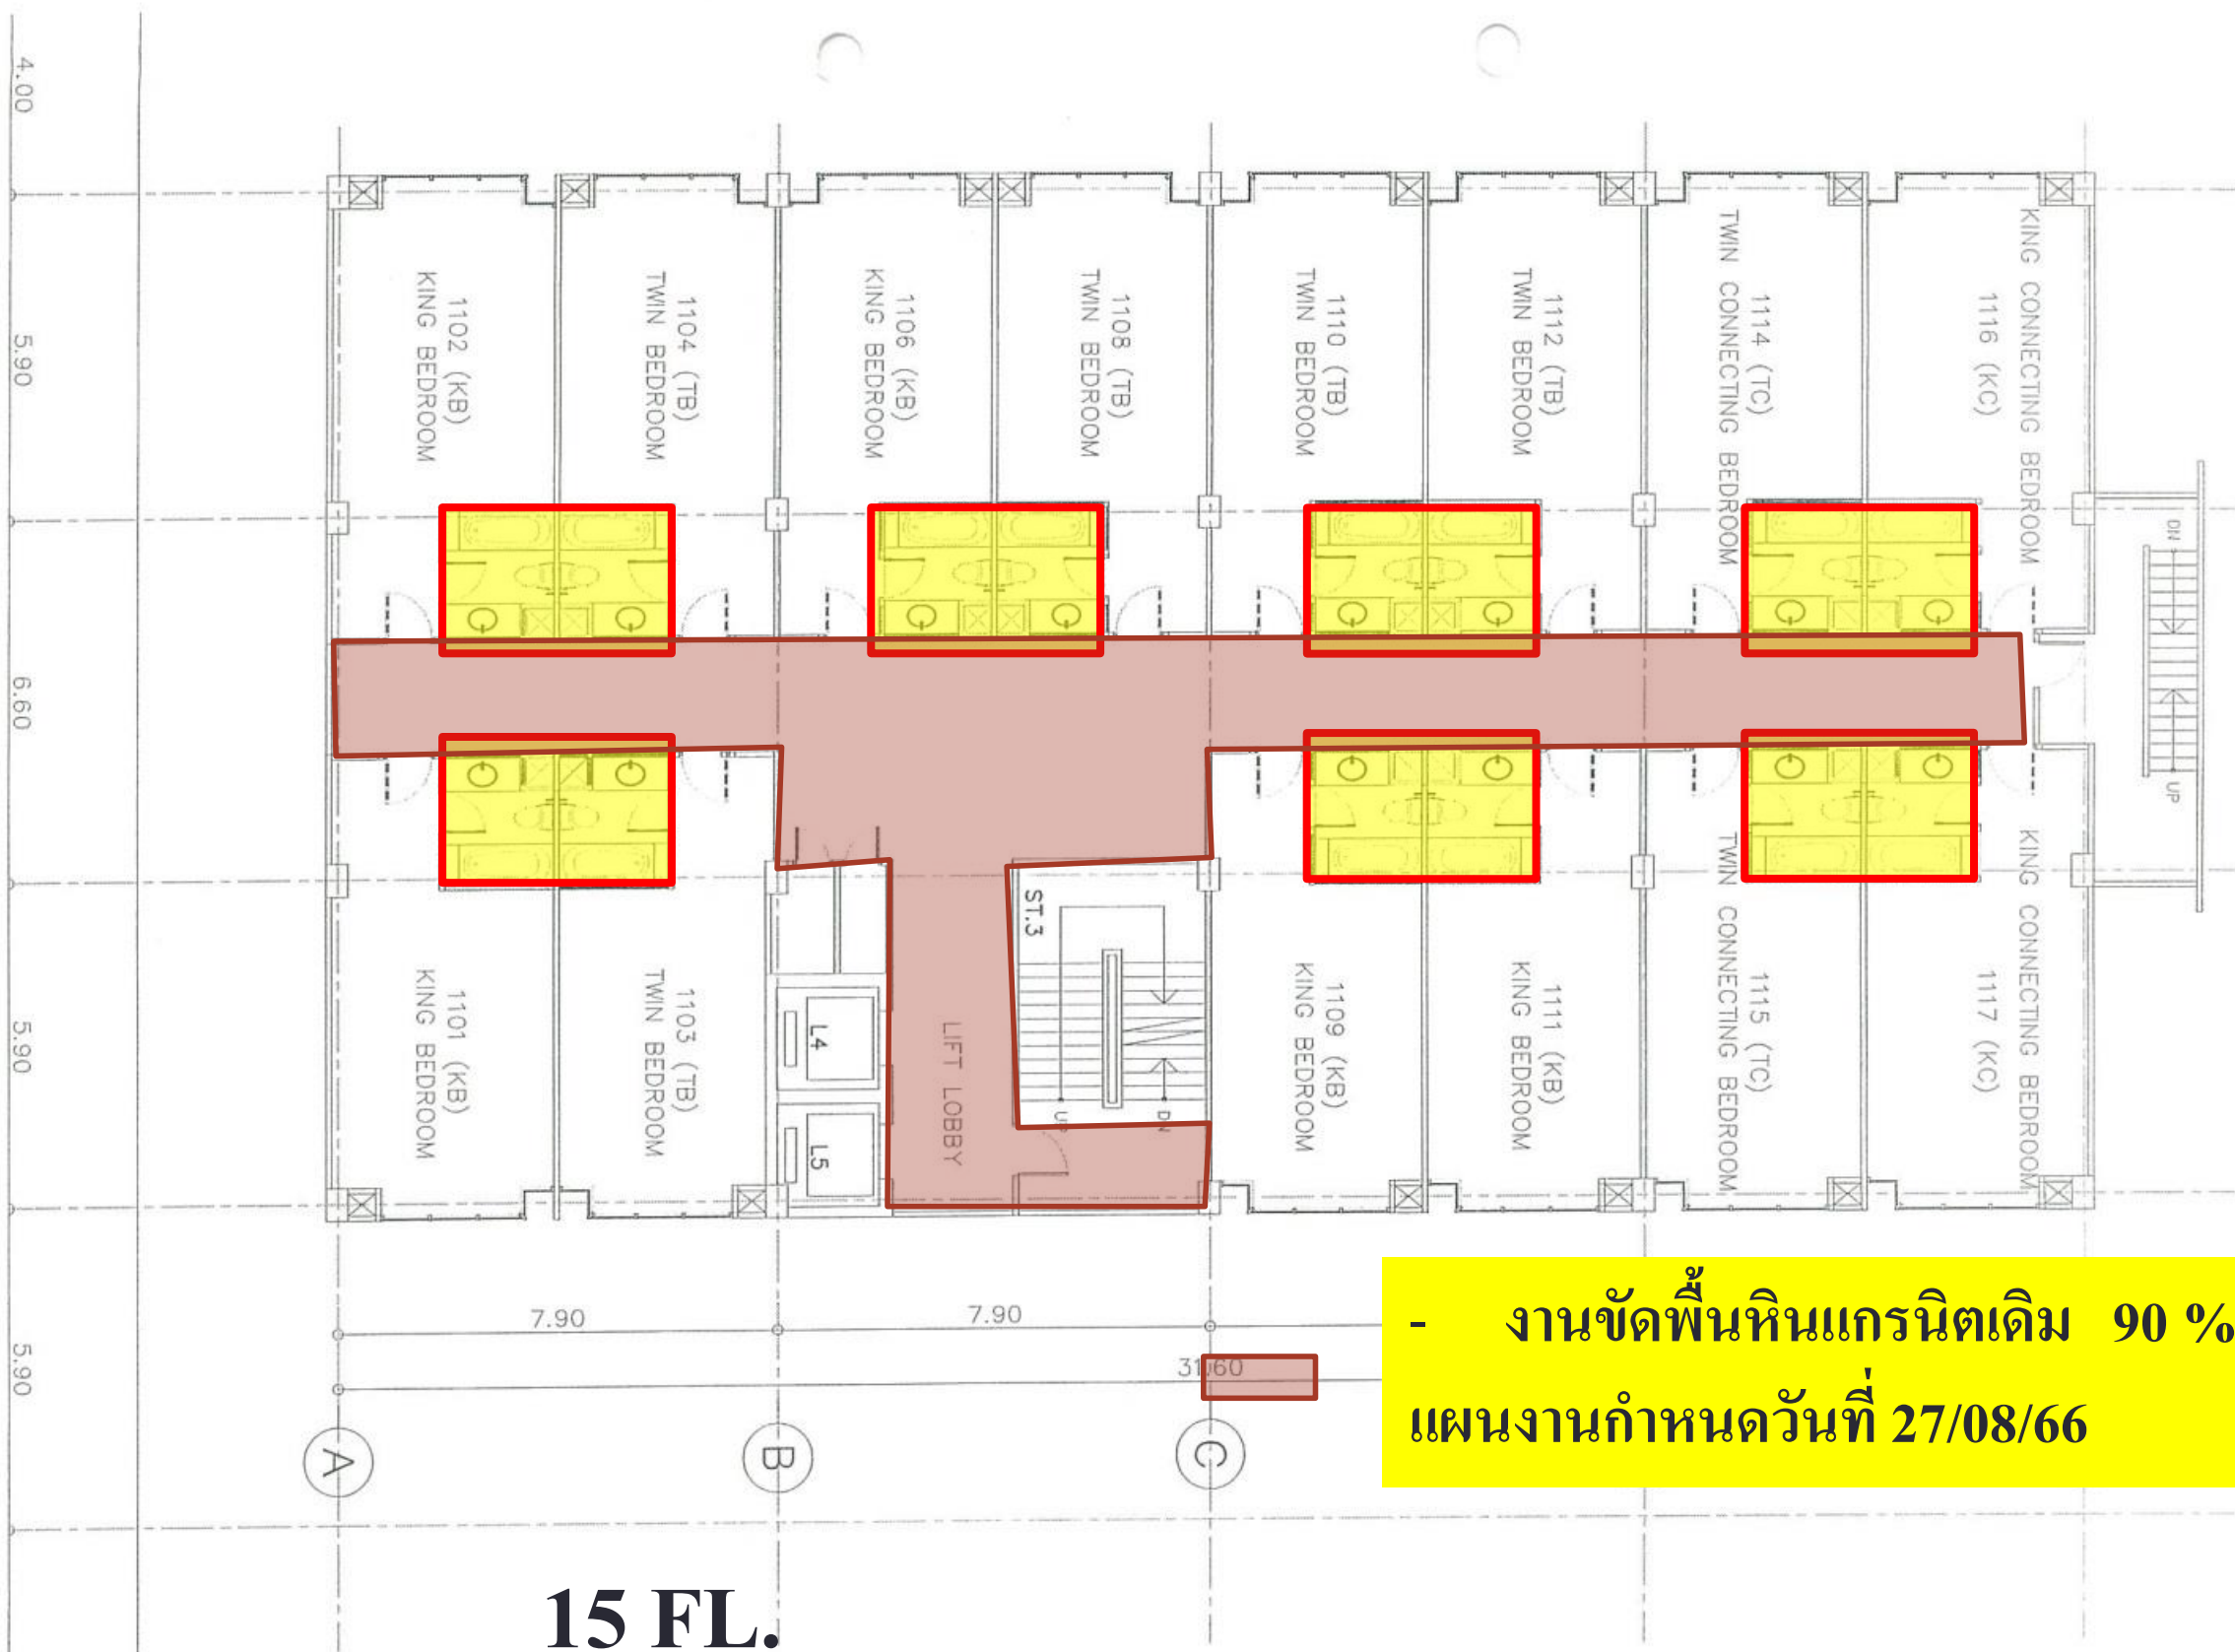 4.00
5.90
6.60
5.90
5.90
1102 (KB)
KING BEDROOM
1104 (TB)
TWIN BEDROOM
1106 (KB)
KING BEDROOM
1108 (TB)
TWIN BEDROOM
1110 (TB)
TWIN BEDROOM
1112 (TB)
TWIN BEDROOM
1114 (TC)
TWIN CONNECTING BEDROOM
KING CONNECTING BEDROOM
1116 (KC)
DN
UP
1101 (KB)
KING BEDROOM
1103 (TB)
TWIN BEDROOM
L4
L5
LIFT LOBBY
ST.3
UP
DN
1109 (KB)
KING BEDROOM
1111 (KB)
KING BEDROOM
1115 (TC)
TWIN CONNECTING BEDROOM
KING CONNECTING BEDROOM
1117 (KC)
7.90
7.90
31.60
A
B
C
- งานขัดพื้นหินแกรนิตเดิม 90 %
แผนงานกำหนดวันที่ 27/08/66
15 FL.